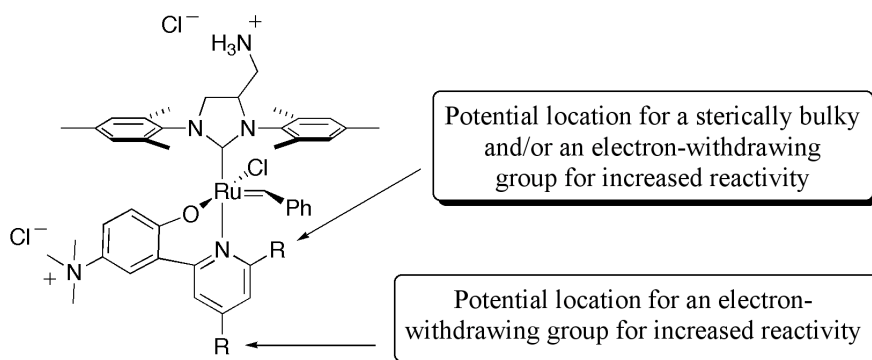 Cl−
H3N+
N N
Cl
Ru
Ph
O
N
R
Cl−
N+
R
Potential location for a sterically bulky
and/or an electron-withdrawing
group for increased reactivity
Potential location for an electron-
withdrawing group for increased reactivity